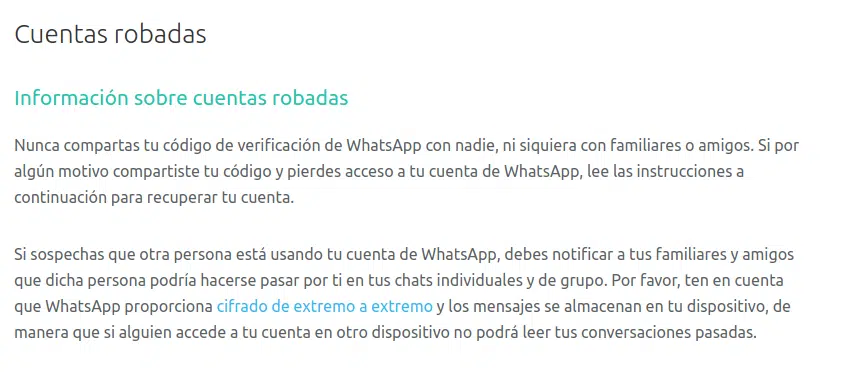 Cuentas robadas
Información sobre cuentas robadas
Nunca compartas tu código de verificación de WhatsApp con nadie, ni siquiera con familiares o amigos. Si por
algún motivo compartiste tu código y pierdes acceso a tu cuenta de WhatsApp, lee las instrucciones a
continuación para recuperar tu cuenta.
Si sospechas que otra persona está usando tu cuenta de WhatsApp, debes notificar a tus familiares y amigos
que dicha persona podría hacerse pasar por ti en tus chats individuales y de grupo. Por favor, ten en cuenta
que WhatsApp proporciona cifrado de extremo a extremo y los mensajes se almacenan en tu dispositivo, de
manera que si alguien accede a tu cuenta en otro dispositivo no podrá leer tus conversaciones pasadas.